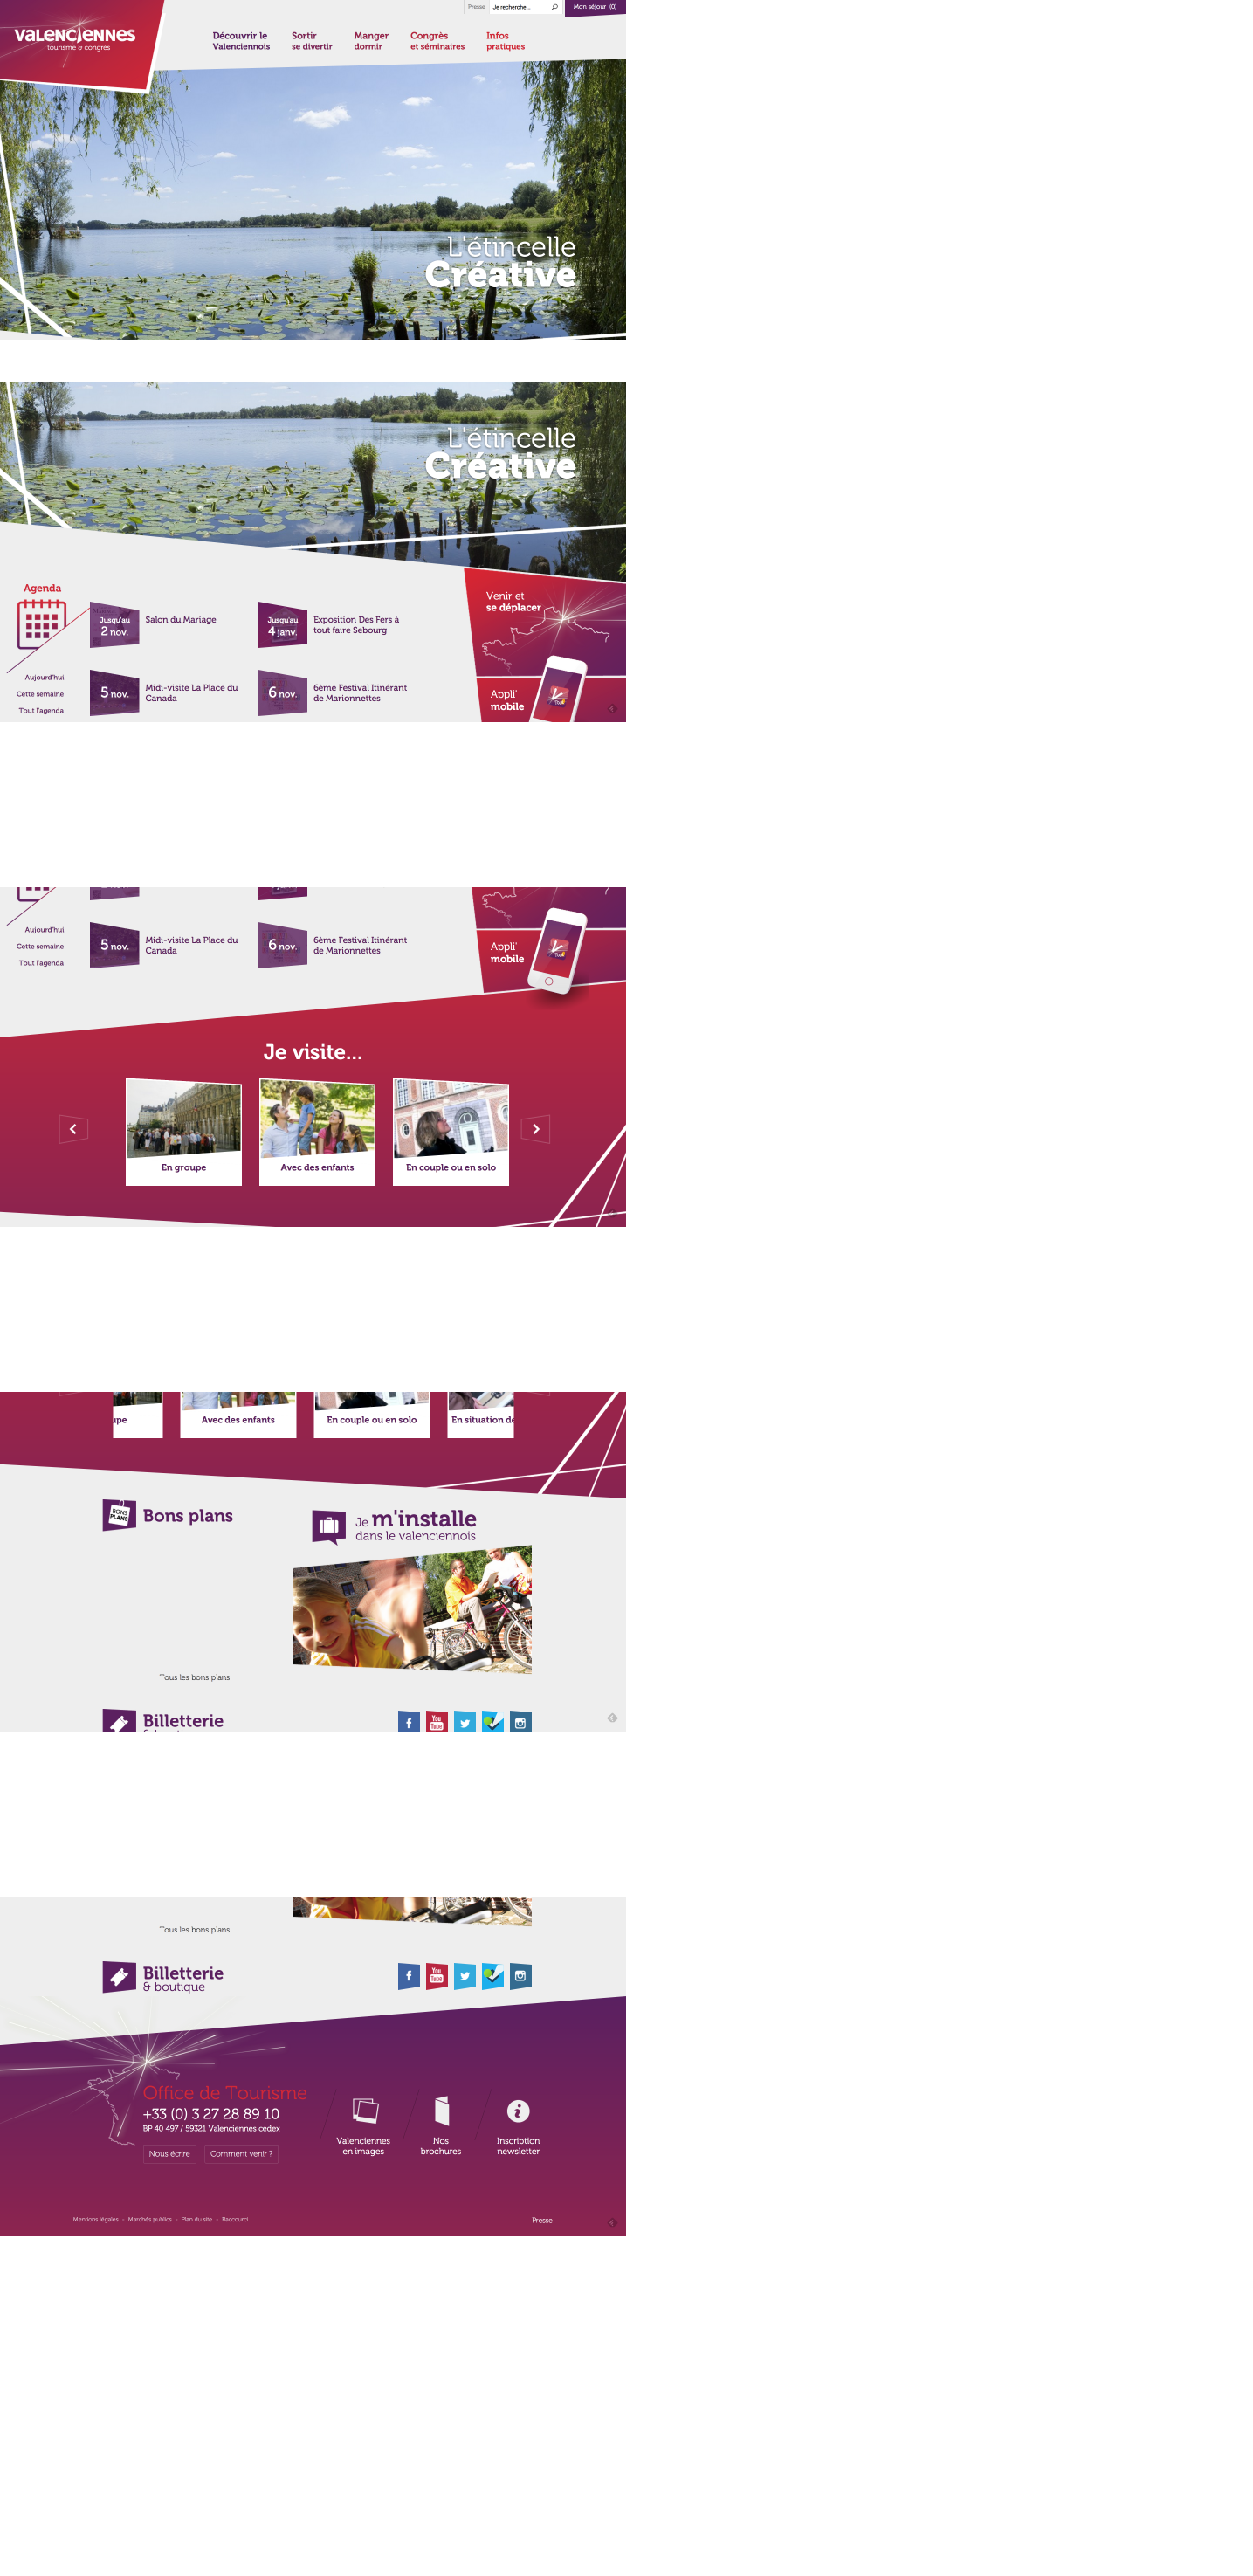 valenciennes
tourisme & congrès
Presse
Je recherche...
Mon séjour (0)
Découvrir le
Valenciennois
Sortir
se divertir
Manger
dormir
Congrès
et séminaires
Infos
pratiques
L'étincelle
Créative
L'étincelle
Créative
Agenda
Aujourd'hui
Cette semaine
Tout l'agenda
Jusqu'au
2 nov.
Salon du Mariage
Jusqu'au
4 janv.
Exposition Des Fers à
tout faire Sebourg
5 nov.
Midi-visite La Place du
Canada
6 nov.
6ème Festival Itinérant
de Marionnettes
Venir et
se déplacer
Appli'
mobile
Aujourd'hui
Cette semaine
Tout l'agenda
5 nov.
Midi-visite La Place du
Canada
6 nov.
6ème Festival Itinérant
de Marionnettes
Appli'
mobile
Je visite...
En groupe
Avec des enfants
En couple ou en solo
upe
Avec des enfants
En couple ou en solo
En situation de
BONS
PLANS
Bons plans
Je m'installe
dans le valenciennois
Tous les bons plans
Billetterie
You
Tube
Tous les bons plans
Billetterie
& boutique
You
Tube
Office de Tourisme
+33 (0) 3 27 28 89 10
BP 40 497 / 59321 Valenciennes cedex
Nous écrire
Comment venir ?
Valenciennes
en images
Nos
brochures
Inscription
newsletter
Mentions légales - Marchés publics - Plan du site - Raccourci
Presse